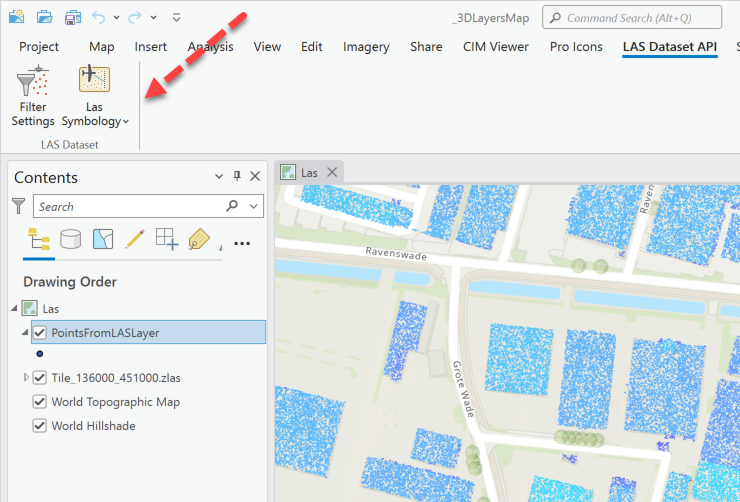 _3DLayersMap
Command Search (Alt+Q)
Project Map Insert Analysis View Edit Imagery Share CIM Viewer Pro Icons LAS Dataset API S
Filter Settings
Las Symbology
LAS Dataset
Contents
Search
Drawing Order
Las
PointsFromLASLayer
Tile_136000_451000.zlas
World Topographic Map
World Hillshade
Las
Raven
Ravenswade
Grote Wade